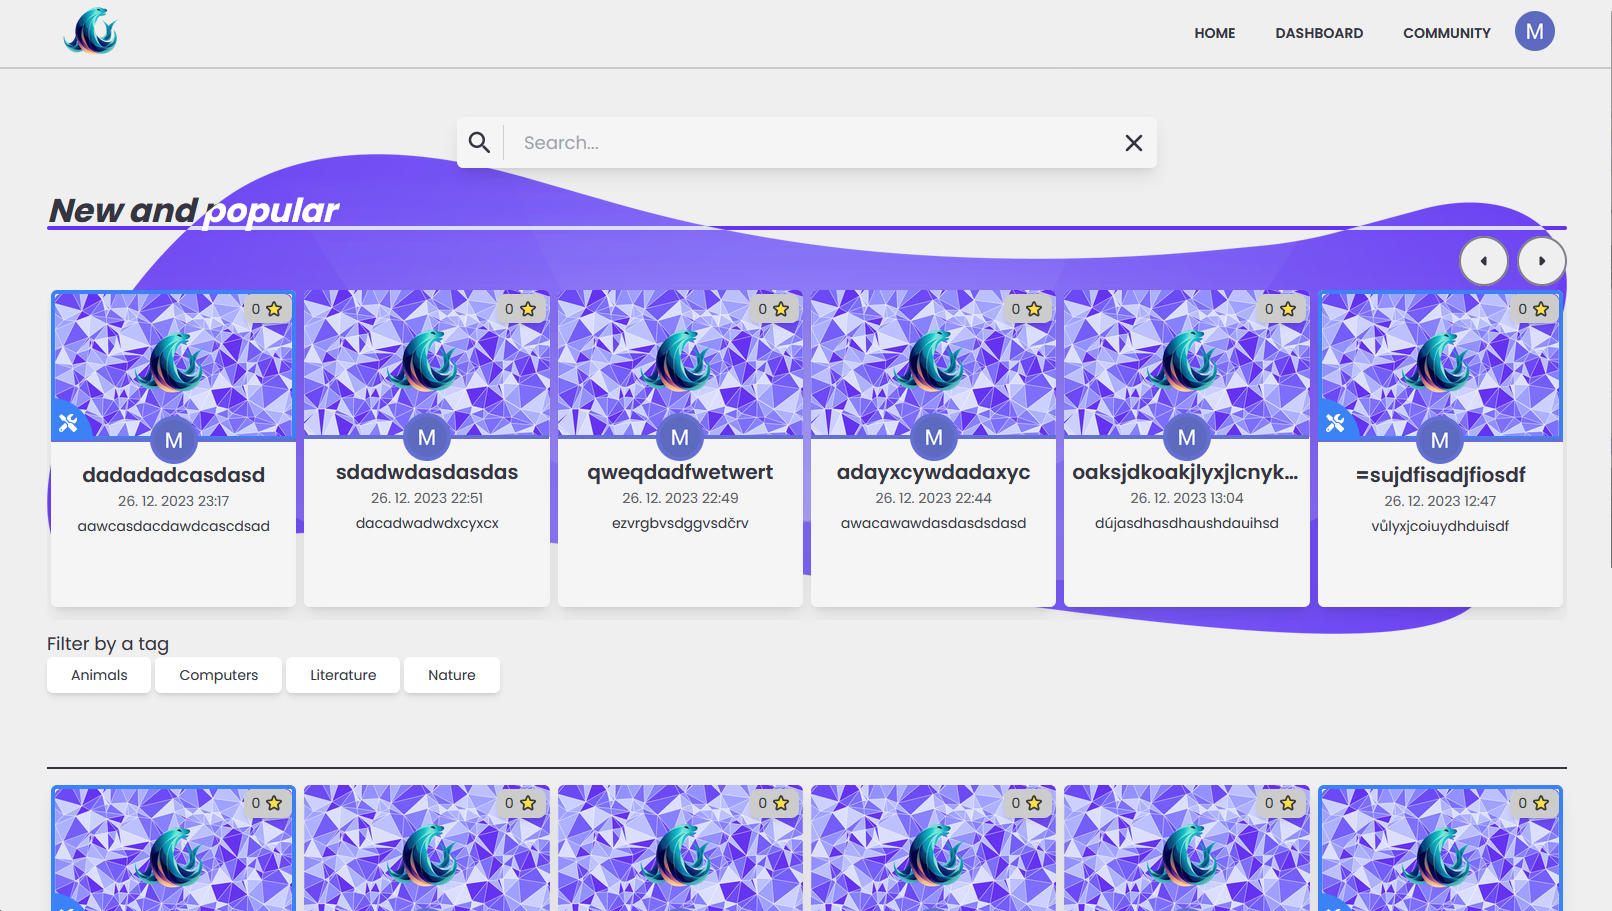 HOME DASHBOARD COMMUNITY M
Search...
New and popular
0 0 0 0 0 0
M M M M M M
dadadadcasdasd
26. 12. 2023 23:17
aawcasdacdawdcascdsad
sdadwdasdasdas
26. 12. 2023 22:51
dacadwadwdxcyxcx
qweqdadfwetwert
26. 12. 2023 22:49
ezvrgbvsdggvsdčrv
adayxcywdadaxyc
26. 12. 2023 22:44
awacawawdasdasdsdasd
oaksjdkoakjlyxjlcnyk...
26. 12. 2023 13:04
dújasdhasdhaushdauihsd
=sujdfisadjfiosdf
26. 12. 2023 12:47
vůlyxjcoiuydhduisdf
Filter by a tag
Animals Computers Literature Nature
0 0 0 0 0 0